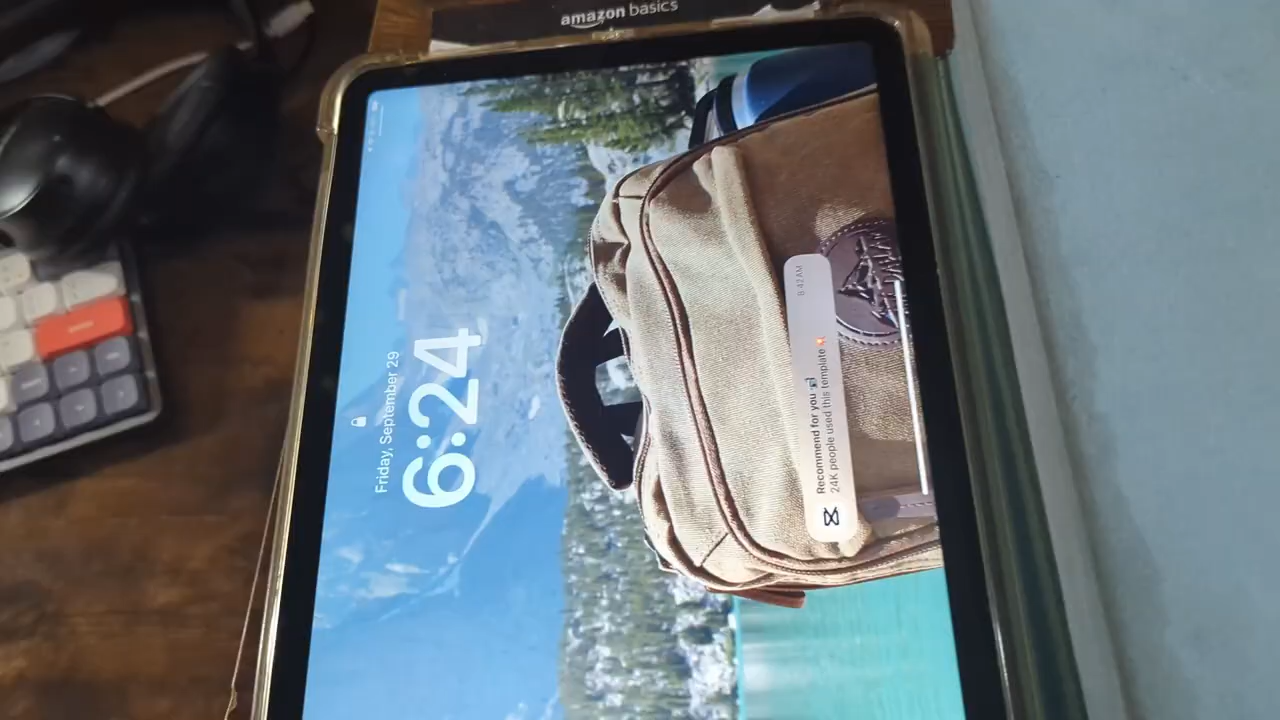 amazon basics
Friday, September 29
6:24
Recommend for you
8:42 AM
24K people used this template